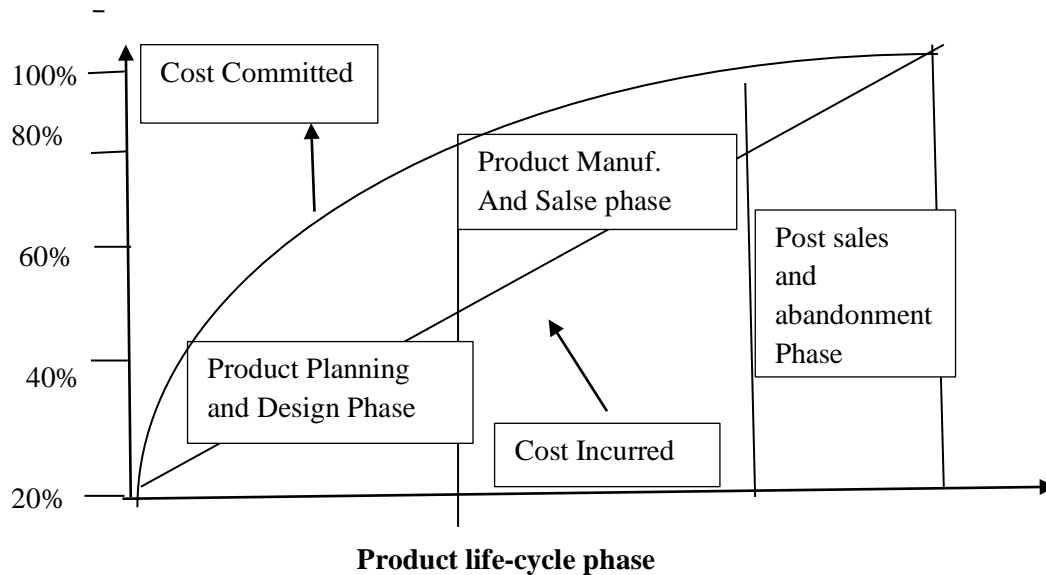 100%
80%
60%
40%
20%
Cost Committed
Product Manuf.
And Salse phase
Post sales
and
abandonment
Phase
Product Planning
and Design Phase
Cost Incurred
Product life-cycle phase